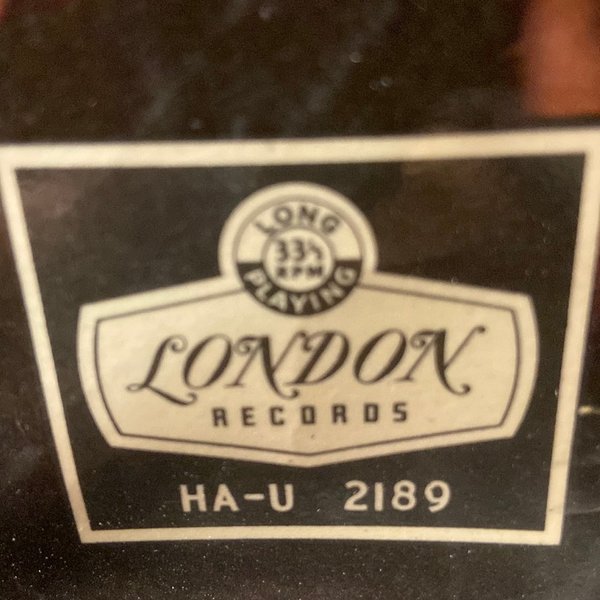 LONG
33⅓
RPM
PLAYING
LONDON
RECORDS
HA-U 2189